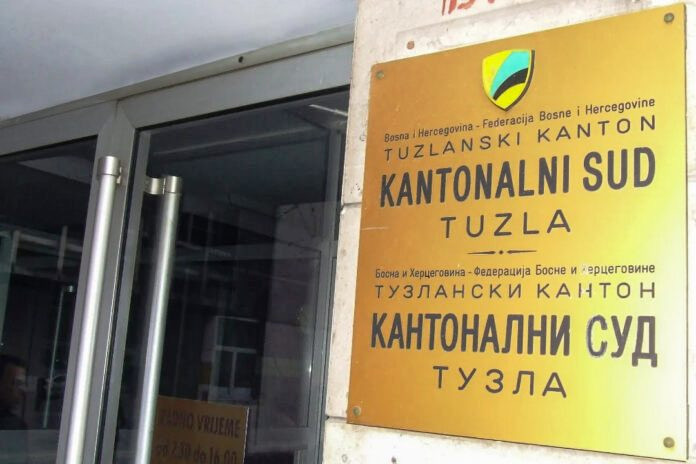 Bosna i Hercegovina - Federacija Bosne i Hercegovine
TUZLANSKI KANTON
KANTONALNI SUD
TUZLA
Босна и Херцеговина - Федерација Босне и Херцеговине
ТУЗЛАНСКИ КАНТОН
КАНТОНАЛНИ СУД
ТУЗЛА
RADNO VRIJEME
od 7.30 do 16.00